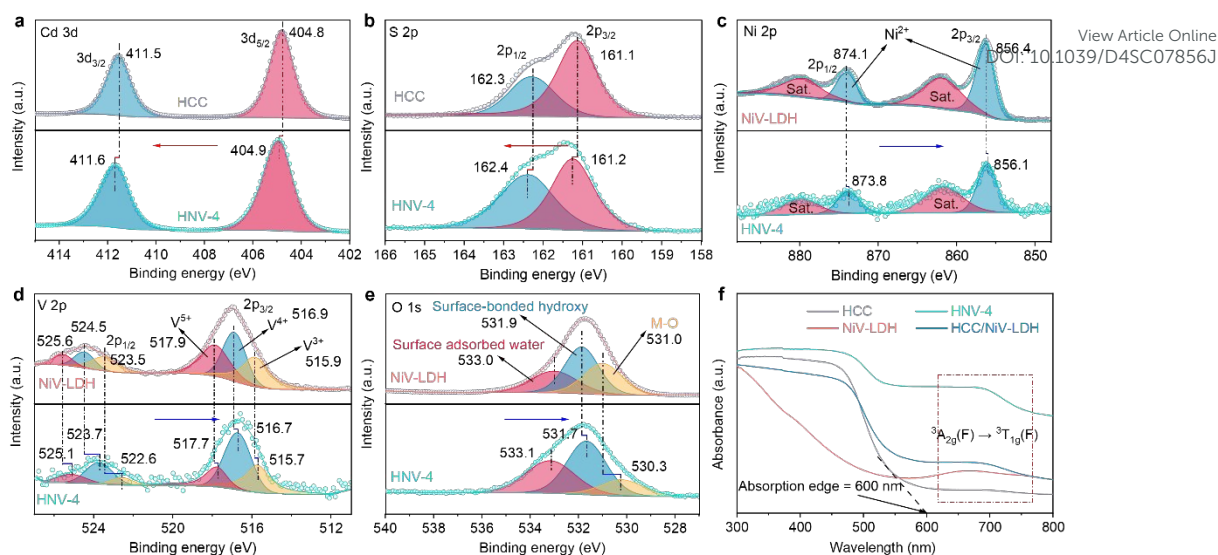 View Article Online
DOI: 10.1039/D4SC07856J
a
Cd 3d
3d3/2
411.5
3d5/2
404.8
HCC
411.6
404.9
HNV-4
Intensity (a.u.)
414 412 410 408 406 404 402
Binding energy (eV)
b
S 2p
2p1/2
162.3
2p3/2
161.1
HCC
162.4
161.2
HNV-4
Intensity (a.u.)
166 165 164 163 162 161 160 159 158
Binding energy (eV)
c
Ni 2p
2p1/2
874.1
Ni2+
2p3/2
856.4
Sat.
Sat.
NiV-LDH
873.8
856.1
Sat.
Sat.
HNV-4
Intensity (a.u.)
880 870 860 850
Binding energy (eV)
d
V 2p
525.6
524.5
2p1/2
523.5
V5+
517.9
2p3/2
V4+
516.9
V3+
515.9
NiV-LDH
525.1
523.7
522.6
517.7
516.7
515.7
HNV-4
Intensity (a.u.)
524 520 516 512
Binding energy (eV)
e
O 1s
Surface-bonded hydroxy
531.9
M-O
531.0
Surface adsorbed water
533.0
NiV-LDH
533.1
531.7
530.3
HNV-4
Intensity (a.u.)
540 538 536 534 532 530 528
Binding energy (eV)
f
HCC
HNV-4
NiV-LDH
HCC/NiV-LDH
3A2g(F) → 3T1g(F)
Absorption edge = 600 nm
Absorbance (a.u.)
300 400 500 600 700 800
Wavelength (nm)